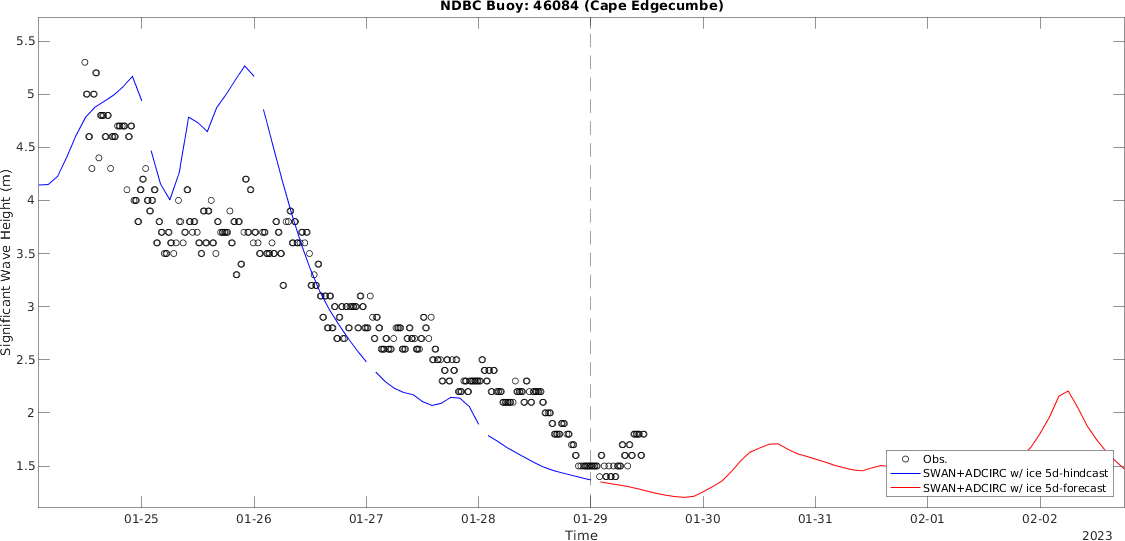 NDBC Buoy: 46084 (Cape Edgecumbe)
5.5
5
4.5
4
3.5
3
2.5
2
1.5
Significant Wave Height (m)
Obs.
SWAN+ADCIRC w/ ice 5d-hindcast
SWAN+ADCIRC w/ ice 5d-forecast
01-25 01-26 01-27 01-28 01-29 01-30 01-31 02-01 02-02
Time
2023